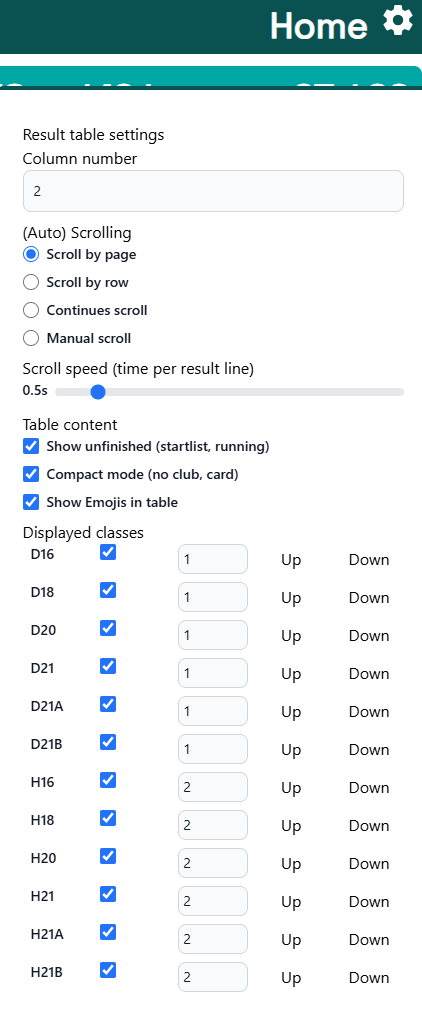 Home
Result table settings
Column number
2
(Auto) Scrolling
Scroll by page
Scroll by row
Continues scroll
Manual scroll
Scroll speed (time per result line)
0.5s
Table content
Show unfinished (startlist, running)
Compact mode (no club, card)
Show Emojis in table
Displayed classes
D16 1 Up Down
D18 1 Up Down
D20 1 Up Down
D21 1 Up Down
D21A 1 Up Down
D21B 1 Up Down
H16 2 Up Down
H18 2 Up Down
H20 2 Up Down
H21 2 Up Down
H21A 2 Up Down
H21B 2 Up Down